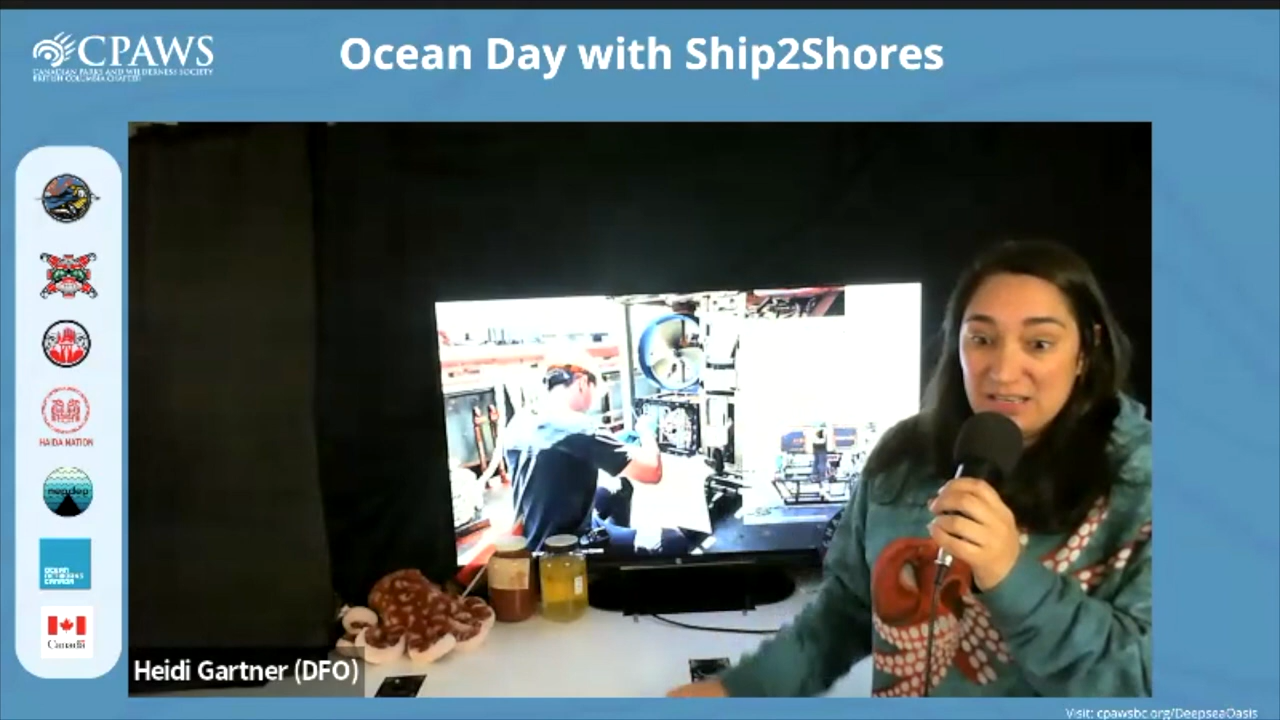 CPAWS
CANADIAN PARKS AND WILDERNESS SOCIETY
BRITISH COLUMBIA CHAPTER
Ocean Day with Ship2Shores
HAIDA NATION
nepdep
OCEAN
NETWORKS
CANADA
Canada
Heidi Gartner (DFO)
Visit: cpawsbc.org/DeepseaOasis